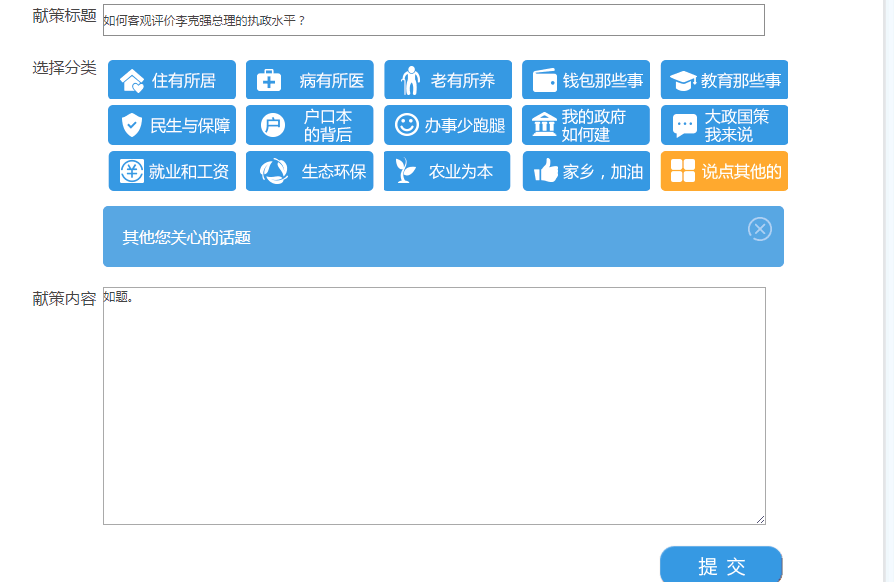 献策标题 如何客观评价李克强总理的执政水平？
选择分类 住有所居 病有所医 老有所养 钱包那些事 教育那些事
民生与保障 户口本的背后 办事少跑腿 我的政府如何建 大政国策我来说
就业和工资 生态环保 农业为本 家乡，加油 说点其他的
其他您关心的话题
献策内容 如题。
提 交